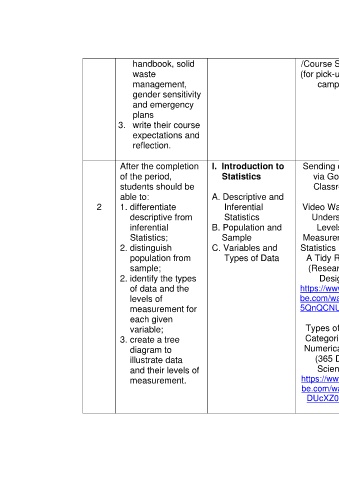 handbook, solid
waste
management,
gender sensitivity
and emergency
plans
3. write their course
expectations and
reflection.
/Course S
(for pick-u
camp
2
After the completion
of the period,
students should be
able to:
1. differentiate
descriptive from
inferential
Statistics;
2. distinguish
population from
sample;
2. identify the types
of data and the
levels of
measurement for
each given
variable;
3. create a tree
diagram to
illustrate data
and their levels of
measurement.
I. Introduction to
Statistics
A. Descriptive and
Inferential
Statistics
B. Population and
Sample
C. Variables and
Types of Data
Sending o
via Go
Classr
Video Wa
Unders
Levels
Measurem
Statistics
A Tidy R
(Resear
Desig
https://www
be.com/wa
5QnQCNU
Types of
Categori
Numerica
(365 D
Scien
https://www
be.com/wa
DUcXZ0